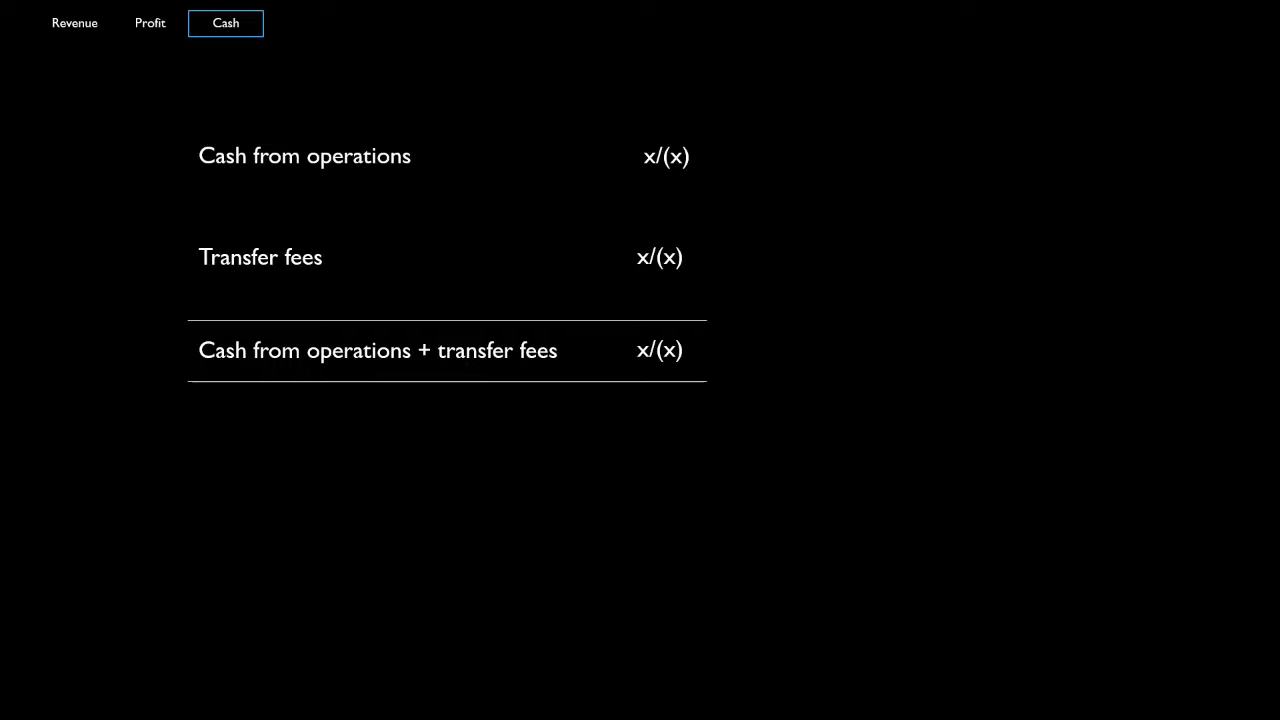 Revenue Profit Cash
Cash from operations x/(x)
Transfer fees x/(x)
Cash from operations + transfer fees x/(x)